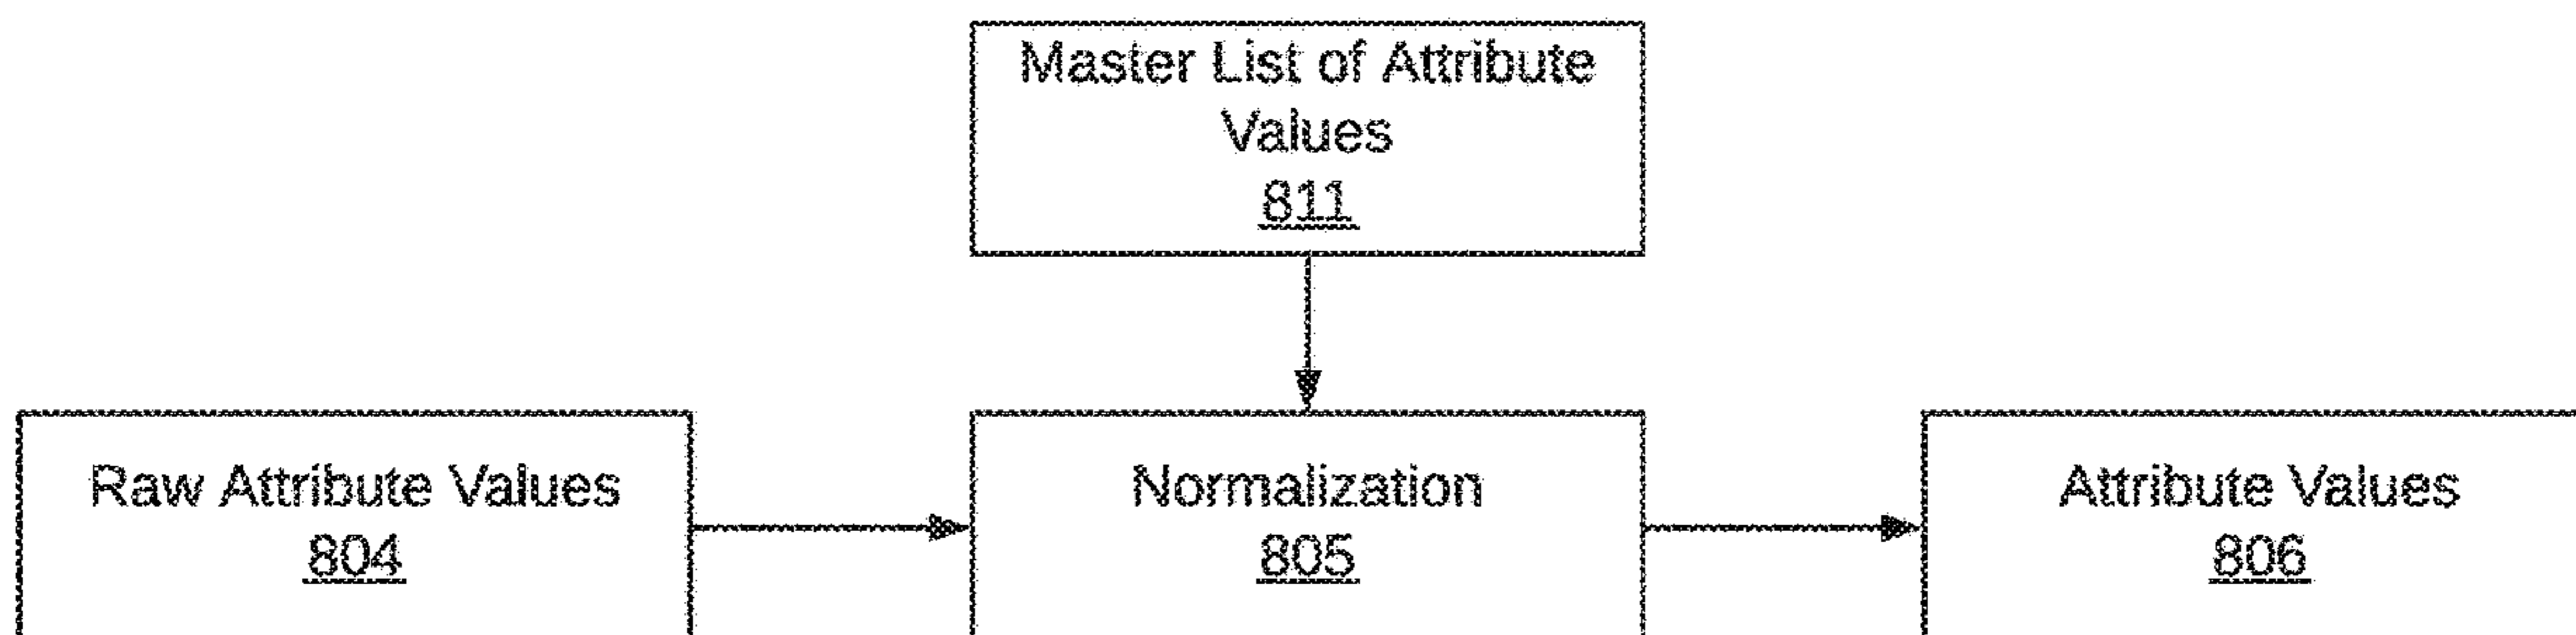 Master List of Attribute
Values
811
Raw Attribute Values
804
Normalization
805
Attribute Values
806